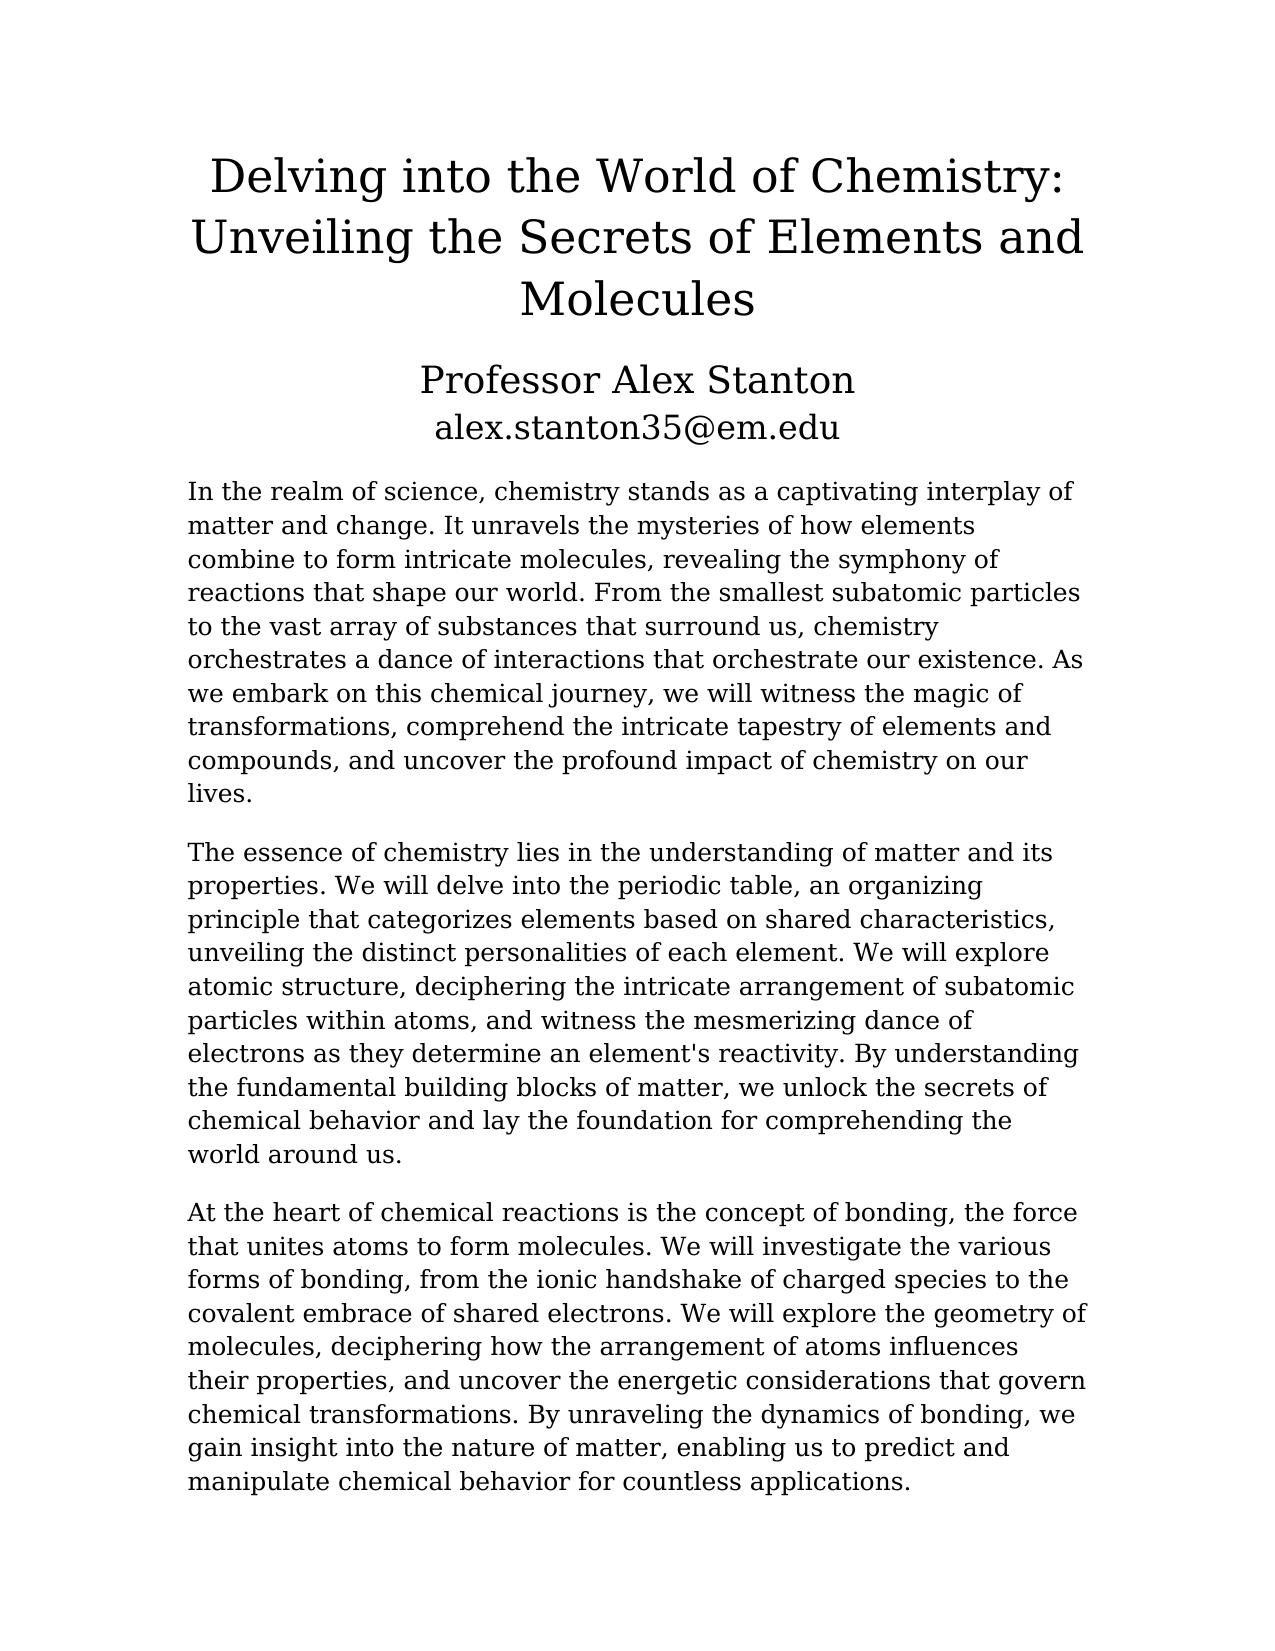 Delving into the World of Chemistry:
Unveiling the Secrets of Elements and
Molecules
Professor Alex Stanton
alex.stanton35@em.edu
In the realm of science, chemistry stands as a captivating interplay of
matter and change. It unravels the mysteries of how elements
combine to form intricate molecules, revealing the symphony of
reactions that shape our world. From the smallest subatomic particles
to the vast array of substances that surround us, chemistry
orchestrates a dance of interactions that orchestrate our existence. As
we embark on this chemical journey, we will witness the magic of
transformations, comprehend the intricate tapestry of elements and
compounds, and uncover the profound impact of chemistry on our
lives.
The essence of chemistry lies in the understanding of matter and its
properties. We will delve into the periodic table, an organizing
principle that categorizes elements based on shared characteristics,
unveiling the distinct personalities of each element. We will explore
atomic structure, deciphering the intricate arrangement of subatomic
particles within atoms, and witness the mesmerizing dance of
electrons as they determine an element's reactivity. By understanding
the fundamental building blocks of matter, we unlock the secrets of
chemical behavior and lay the foundation for comprehending the
world around us.
At the heart of chemical reactions is the concept of bonding, the force
that unites atoms to form molecules. We will investigate the various
forms of bonding, from the ionic handshake of charged species to the
covalent embrace of shared electrons. We will explore the geometry of
molecules, deciphering how the arrangement of atoms influences
their properties, and uncover the energetic considerations that govern
chemical transformations. By unraveling the dynamics of bonding, we
gain insight into the nature of matter, enabling us to predict and
manipulate chemical behavior for countless applications.